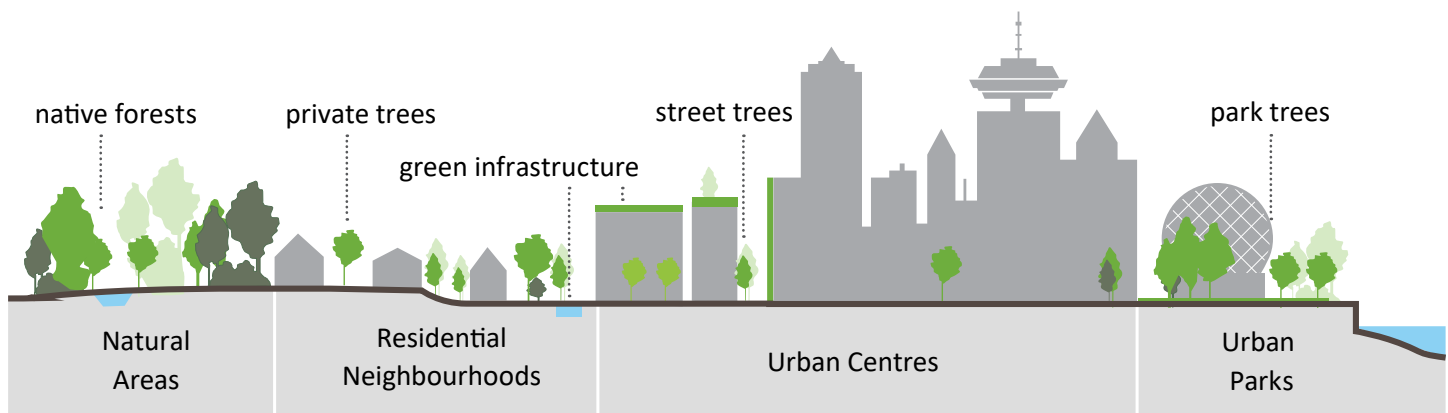 native forests
private trees
green infrastructure
street trees
park trees
Natural
Areas
Residential
Neighbourhoods
Urban Centres
Urban
Parks